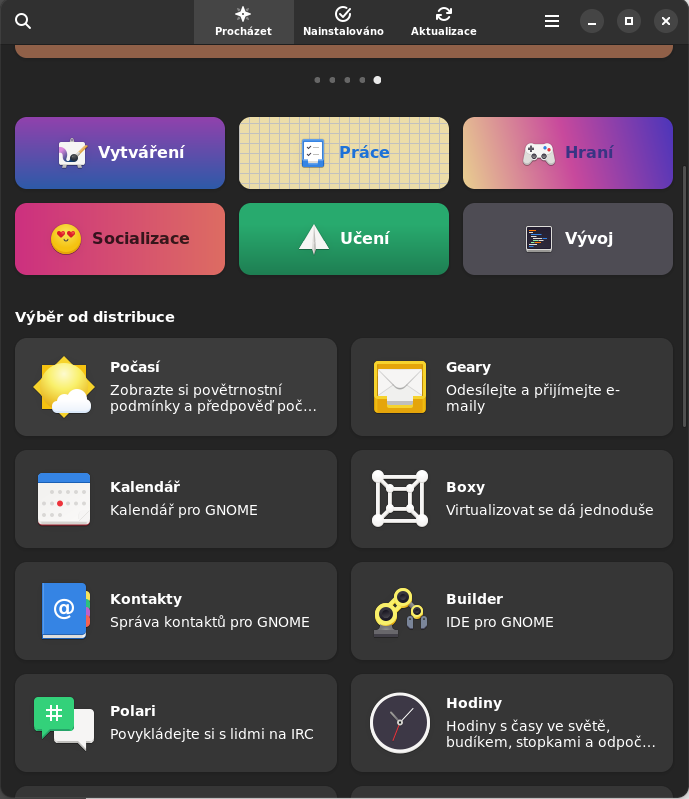 Procházet
Nainstalováno
Aktualizace
Vytváření
Práce
Hraní
Socializace
Učení
Vývoj
Výběr od distribuce
Počasí
Zobrazte si povětrnostní
podmínky a předpověď poč…
Geary
Odesílejte a přijímejte e-
maily
Kalendář
Kalendář pro GNOME
Boxy
Virtualizovat se dá jednoduše
@
Kontakty
Správa kontaktů pro GNOME
Builder
IDE pro GNOME
#
Polari
Povykládejte si s lidmi na IRC
Hodiny
Hodiny s časy ve světě,
budíkem, stopkami a odpoč…